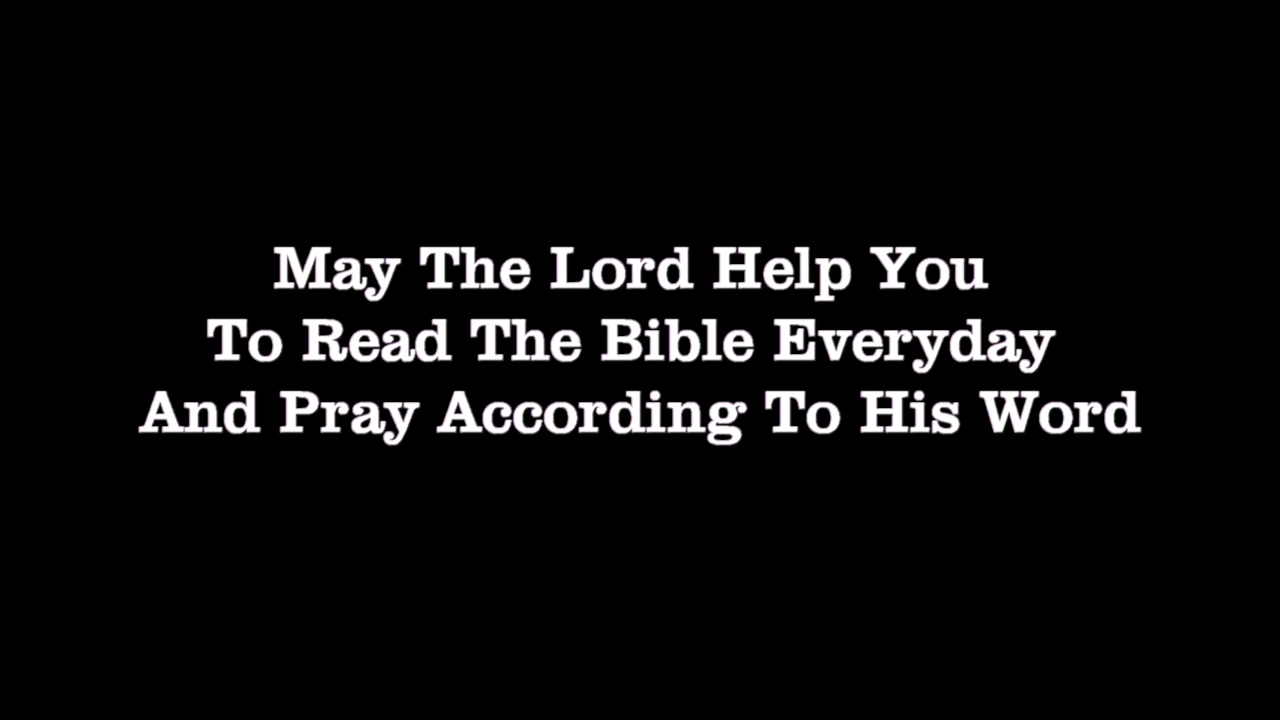 May The Lord Help You
To Read The Bible Everyday
And Pray According To His Word